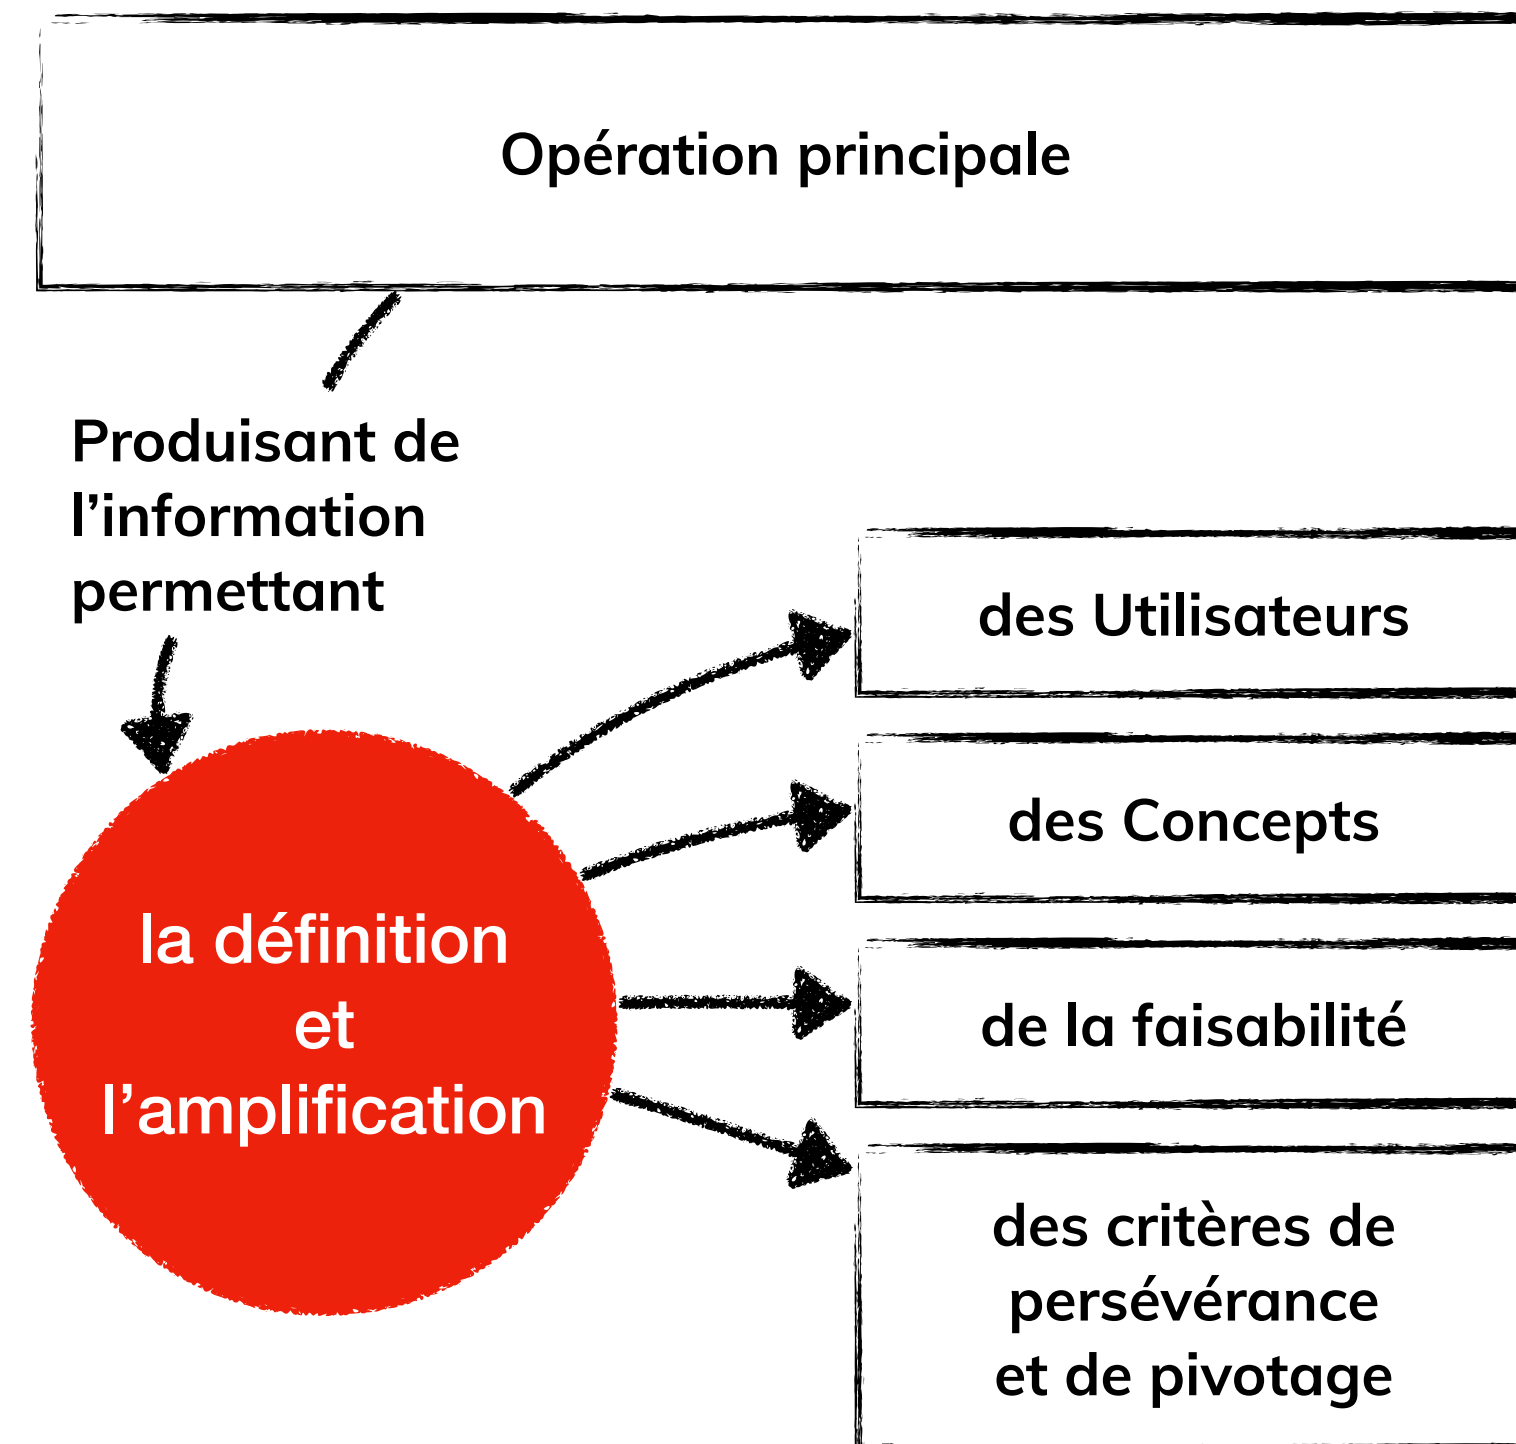 Opération principale
Produisant de
l’information
permettant
la définition
et
l’amplification
des Utilisateurs
des Concepts
de la faisabilité
des critères de
persévérance
et de pivotage